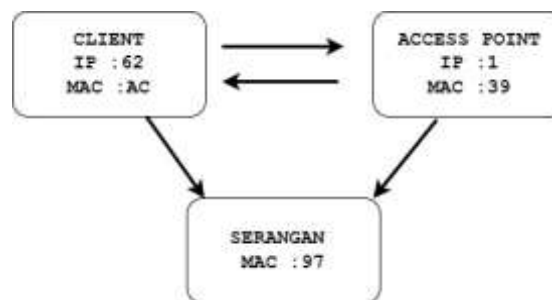 CLIENT
IP :62
MAC :AC
ACCESS POINT
IP :1
MAC :39
SERANGAN
MAC :97